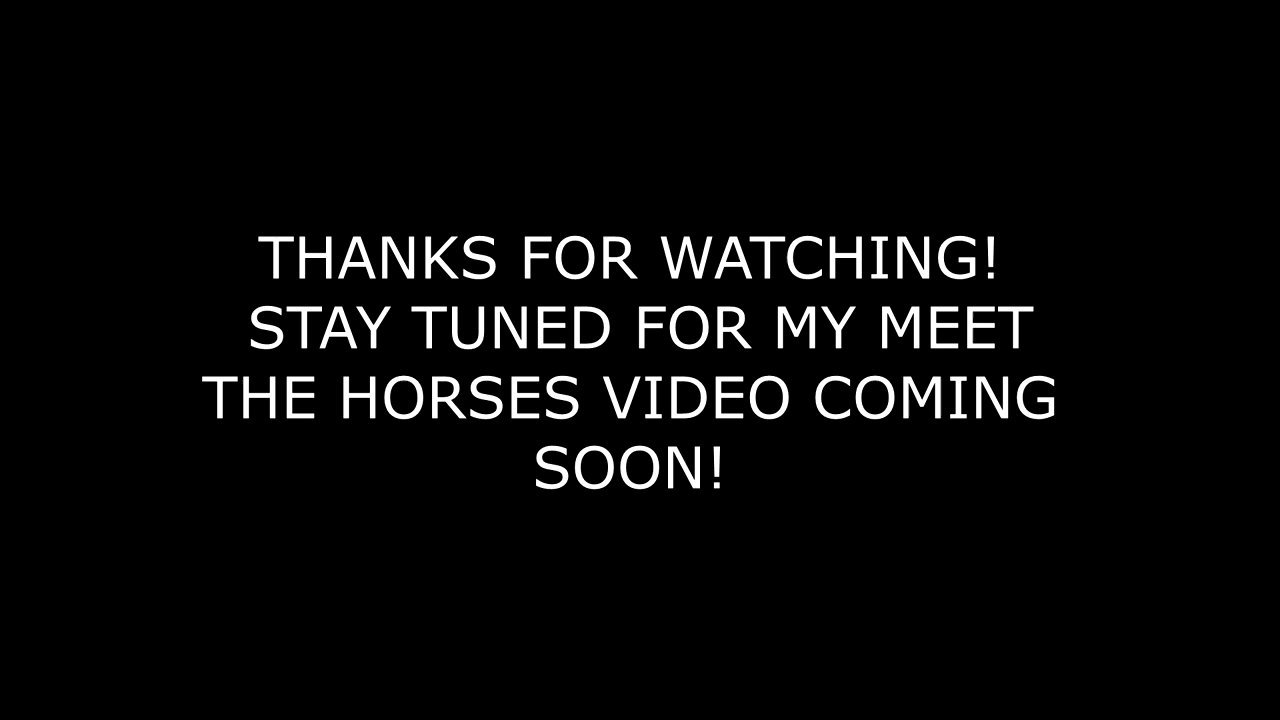 THANKS FOR WATCHING!
STAY TUNED FOR MY MEET
THE HORSES VIDEO COMING
SOON!